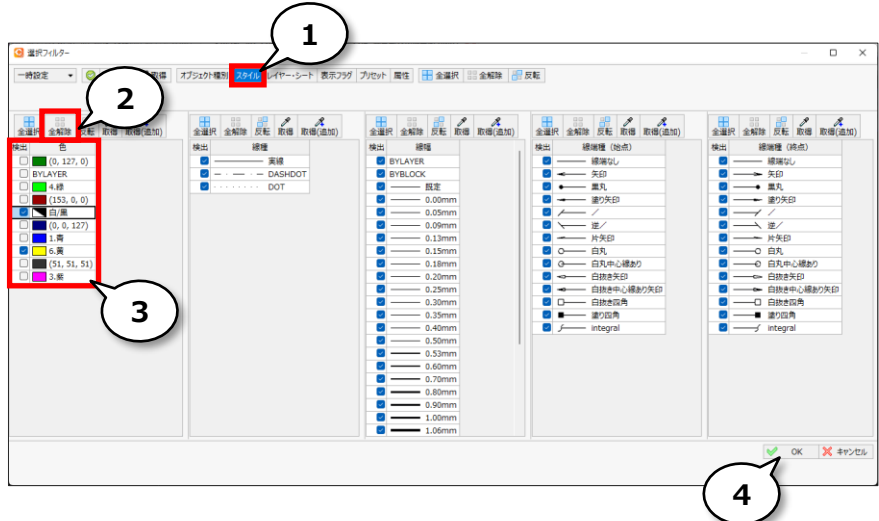 1
選択フィルター
一時設定 取得 オブジェクト種別 スタイル レイヤー・シート 表示フラグ プリセット 属性 全選択 全解除 反転
2
全選択 全解除 反転 取得 取得(追加)
検出 色
(0, 127, 0)
BYLAYER
4.緑
(153, 0, 0)
白/黒
(0, 0, 127)
1.青
6.黄
(51, 51, 51)
3.紫
3
全選択 全解除 反転 取得 取得(追加)
検出 線種
実線
DASHDOT
DOT
全選択 全解除 反転 取得 取得(追加)
検出 線幅
BYLAYER
BYBLOCK
既定
0.00mm
0.05mm
0.09mm
0.13mm
0.15mm
0.18mm
0.20mm
0.25mm
0.30mm
0.35mm
0.40mm
0.50mm
0.53mm
0.60mm
0.70mm
0.80mm
0.90mm
1.00mm
1.06mm
全選択 全解除 反転 取得 取得(追加)
検出 線端種（始点）
線端なし
矢印
黒丸
塗り矢印
／
逆／
片矢印
白丸
白丸中心線あり
白抜き矢印
白抜き中心線あり矢印
白抜き四角
塗り四角
integral
全選択 全解除 反転 取得 取得(追加)
検出 線端種（終点）
線端なし
矢印
黒丸
塗り矢印
／
逆／
片矢印
白丸
白丸中心線あり
白抜き矢印
白抜き中心線あり矢印
白抜き四角
塗り四角
integral
OK キャンセル
4